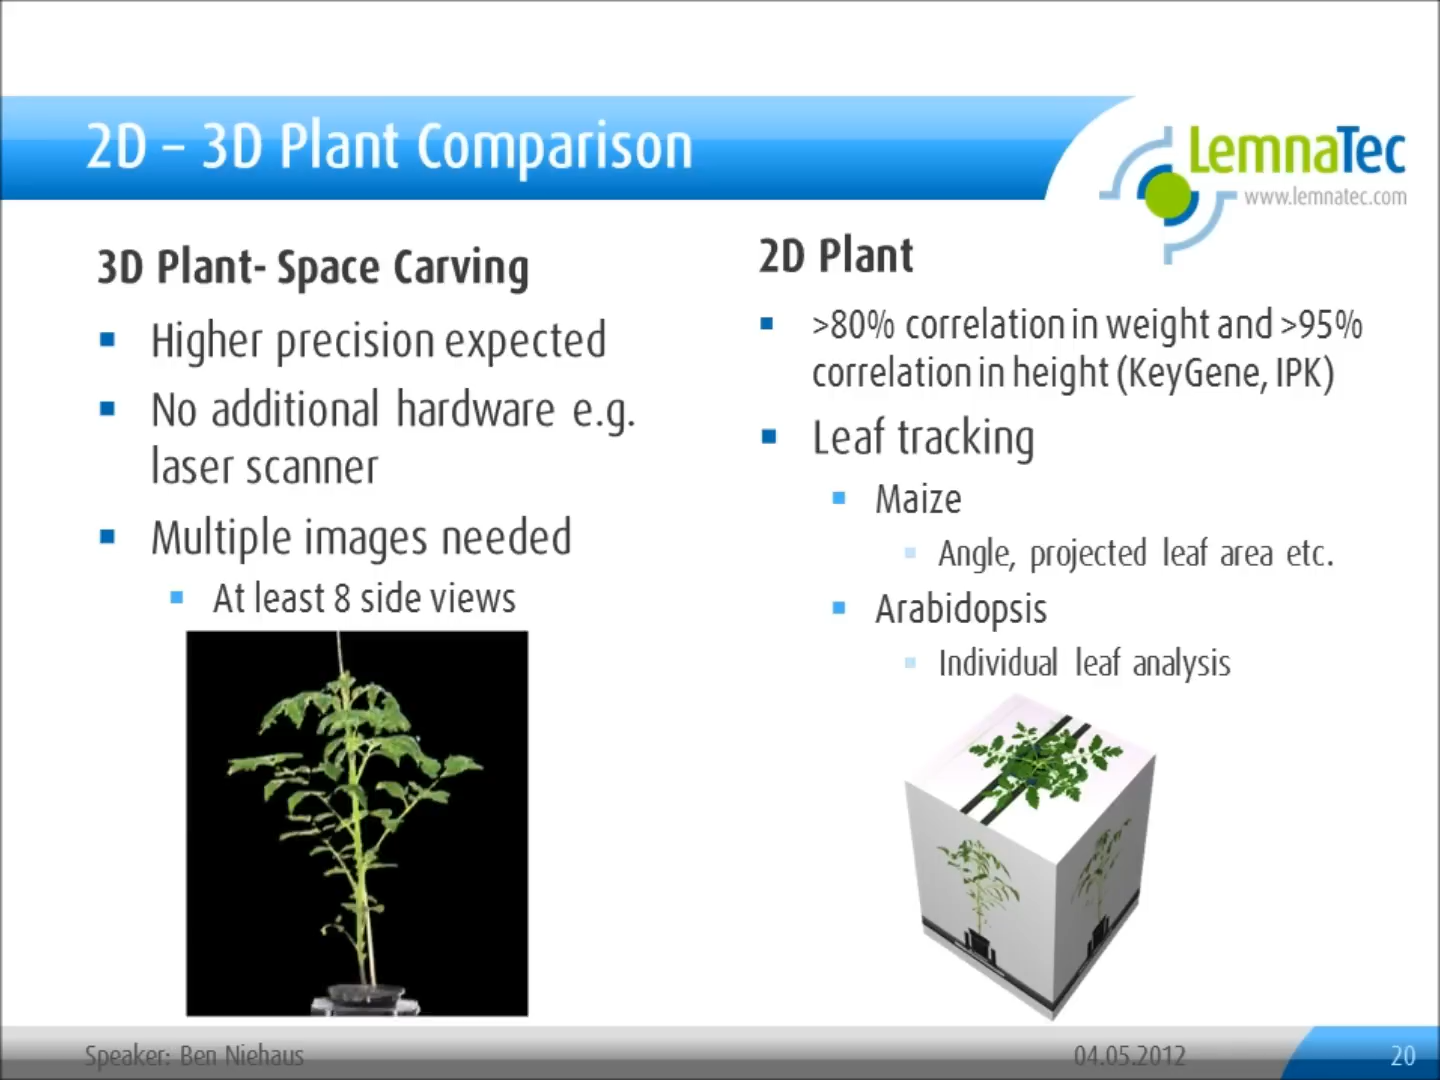 2D – 3D Plant Comparison
LemnaTec
www.lemnatec.com
3D Plant- Space Carving
Higher precision expected
No additional hardware e.g.
laser scanner
Multiple images needed
At least 8 side views
2D Plant
>80% correlation in weight and >95%
correlation in height (KeyGene, IPK)
Leaf tracking
Maize
Angle, projected leaf area etc.
Arabidopsis
Individual leaf analysis
Speaker: Ben Niehaus
04.05.2012
20